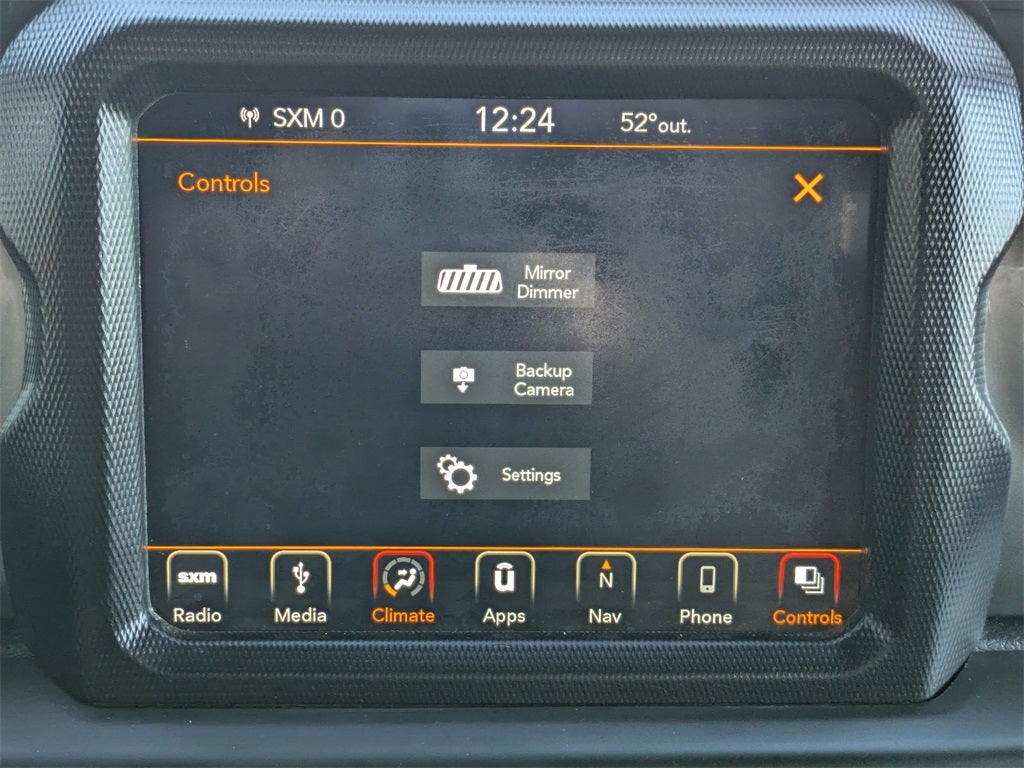 SXM 0 12:24 52° out.
Controls
Mirror
Dimmer
Backup
Camera
Settings
sxm N
Radio Media Climate Apps Nav Phone Controls